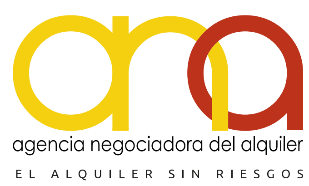 ana
agencia negociadora del alquiler
EL ALQUILER SIN RIESGOS